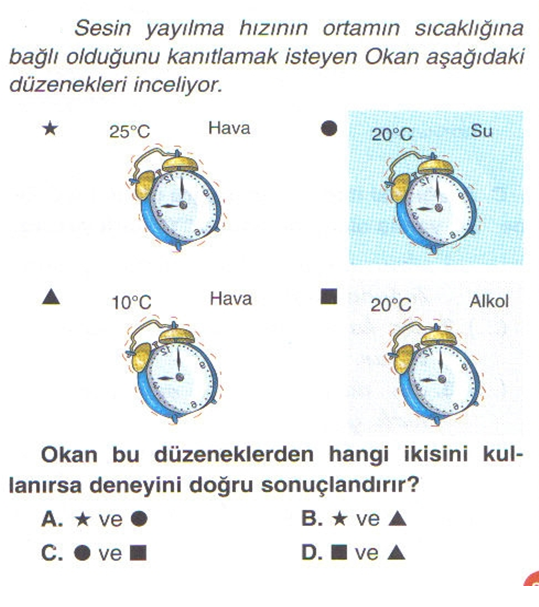 Sesin yayılma hızının ortamın sıcaklığına
bağlı olduğunu kanıtlamak isteyen Okan aşağıdaki
düzenekleri inceliyor.
★ 25°C Hava
● 20°C Su
▲ 10°C Hava
■ 20°C Alkol
Okan bu düzeneklerden hangi ikisini kul-
lanırsa deneyini doğru sonuçlandırır?
A. ★ ve ● B. ★ ve ▲
C. ● ve ■ D. ■ ve ▲